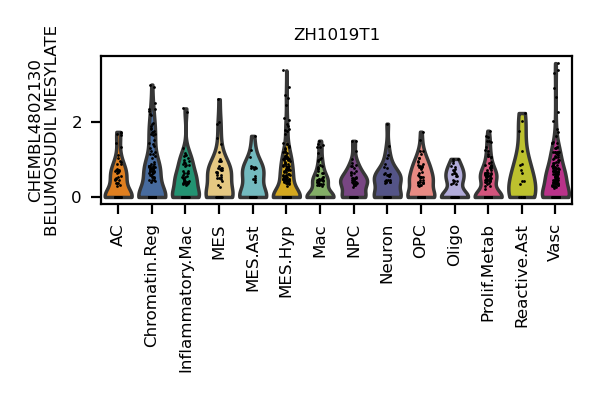 ZH1019T1
CHEMBL4802130
BELUMOSUDIL MESYLATE
2
0
AC
Chromatin.Reg
Inflammatory.Mac
MES
MES.Ast
MES.Hyp
Mac
NPC
Neuron
OPC
Oligo
Prolif.Metab
Reactive.Ast
Vasc